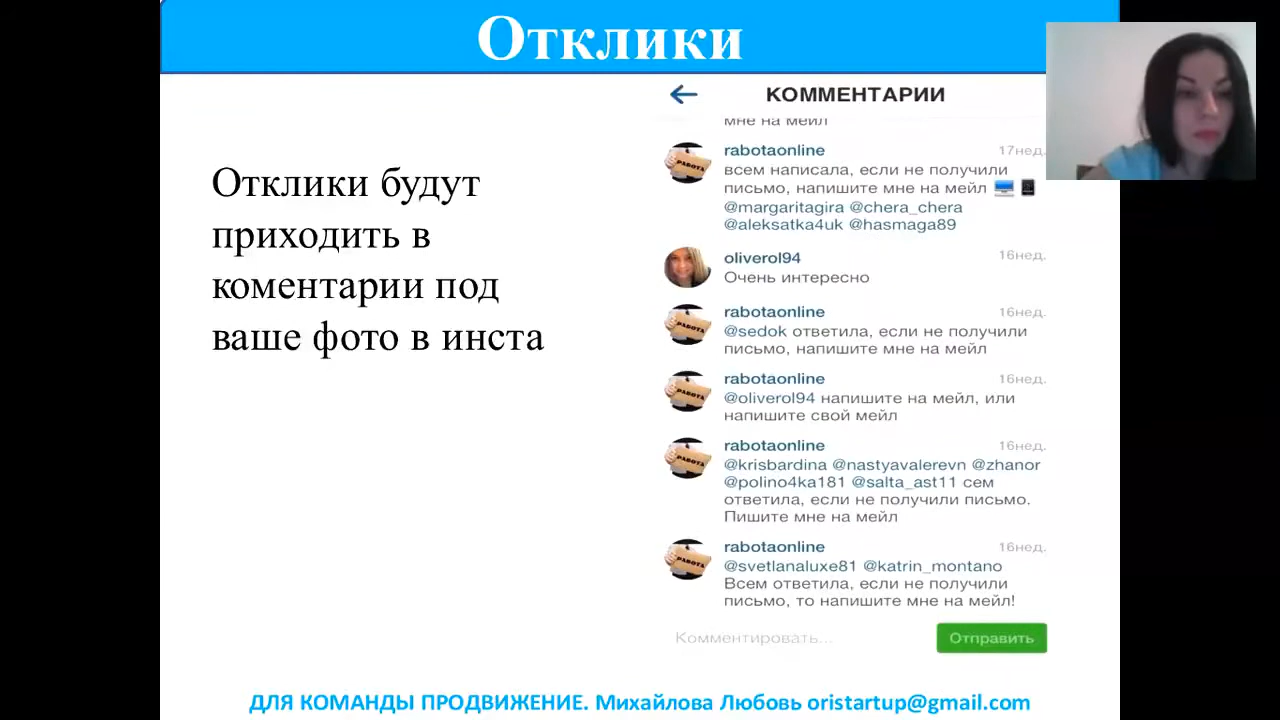 Отклики
Отклики будут
приходить в
коментарии под
ваше фото в инста
КОММЕНТАРИИ
мне на мейл
rabotaonline 17нед.
всем написала, если не получили
письмо, напишите мне на мейл
@margaritagira @chera_chera
@aleksatka4uk @hasmaga89
oliverol94 16нед.
Очень интересно
rabotaonline 16нед.
@sedok ответила, если не получили
письмо, напишите мне на мейл
rabotaonline 16нед.
@oliverol94 напишите на мейл, или
напишите свой мейл
rabotaonline 16нед.
@krisbardina @nastyavalerevn @zhanor
@polino4ka181 @salta_ast11 сем
ответила, если не получили письмо.
Пишите мне на мейл
rabotaonline 16нед.
@svetlanaluxe81 @katrin_montano
Всем ответила, если не получили
письмо, то напишите мне на мейл!
Комментировать... Отправить
РАБОТА
РАБОТА
РАБОТА
РАБОТА
РАБОТА
ДЛЯ КОМАНДЫ ПРОДВИЖЕНИЕ. Михайлова Любовь oristartup@gmail.com